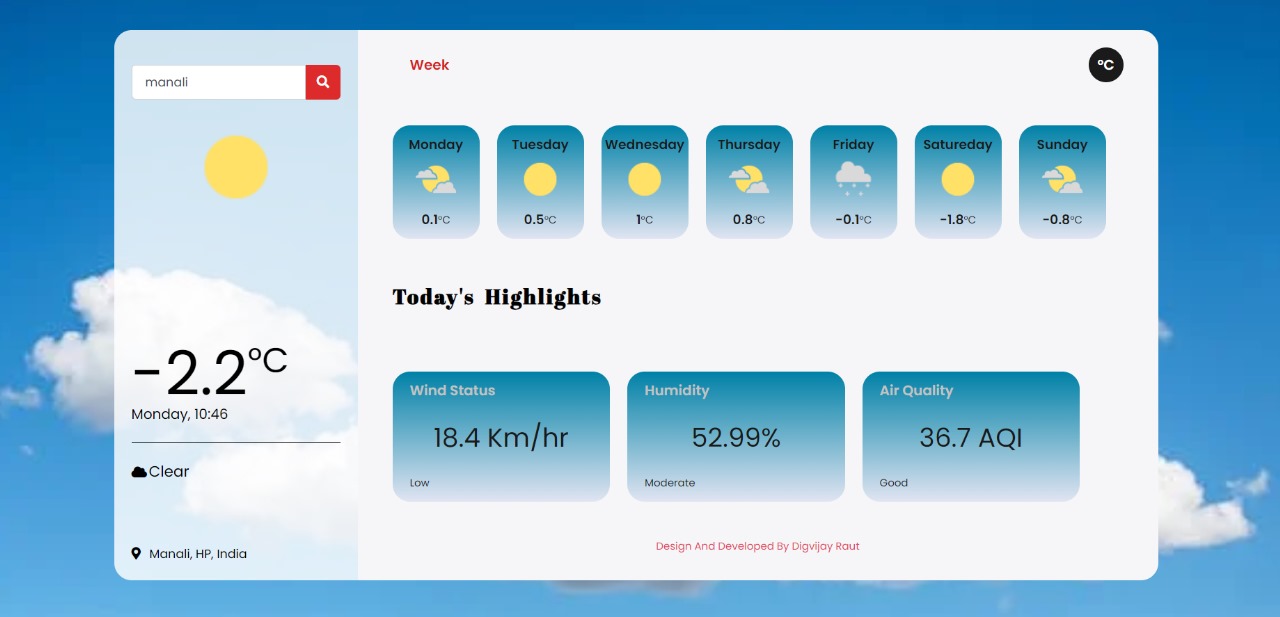 manali
-2.2°C
Monday, 10:46
Clear
Manali, HP, India
Week
°C
Monday Tuesday Wednesday Thursday Friday Satureday Sunday
0.1°C 0.5°C 1°C 0.8°C -0.1°C -1.8°C -0.8°C
Today's Highlights
Wind Status Humidity Air Quality
18.4 Km/hr 52.99% 36.7 AQI
Low Moderate Good
Design And Developed By Digvijay Raut